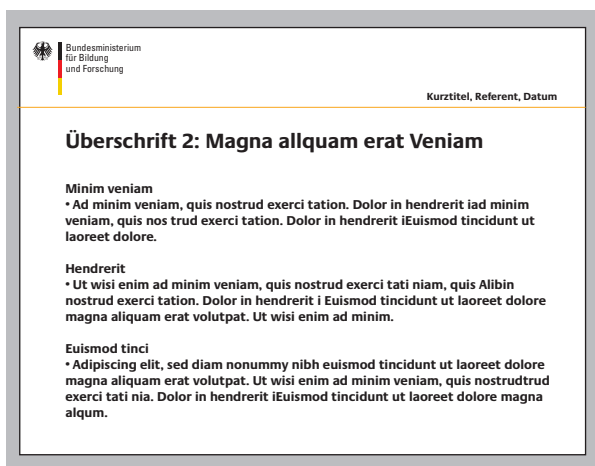 Bundesministerium
für Bildung
und Forschung
Kurztitel, Referent, Datum
Überschrift 2: Magna allquam erat Veniam
Minim veniam
• Ad minim veniam, quis nostrud exerci tation. Dolor in hendrerit iad minim
veniam, quis nos trud exerci tation. Dolor in hendrerit iEuismod tincidunt ut
laoreet dolore.
Hendrerit
• Ut wisi enim ad minim veniam, quis nostrud exerci tati niam, quis Alibin
nostrud exerci tation. Dolor in hendrerit i Euismod tincidunt ut laoreet dolore
magna aliquam erat volutpat. Ut wisi enim ad minim.
Euismod tinci
• Adipiscing elit, sed diam nonummy nibh euismod tincidunt ut laoreet dolore
magna aliquam erat volutpat. Ut wisi enim ad minim veniam, quis nostrudtrud
exerci tati nia. Dolor in hendrerit iEuismod tincidunt ut laoreet dolore magna
alqum.